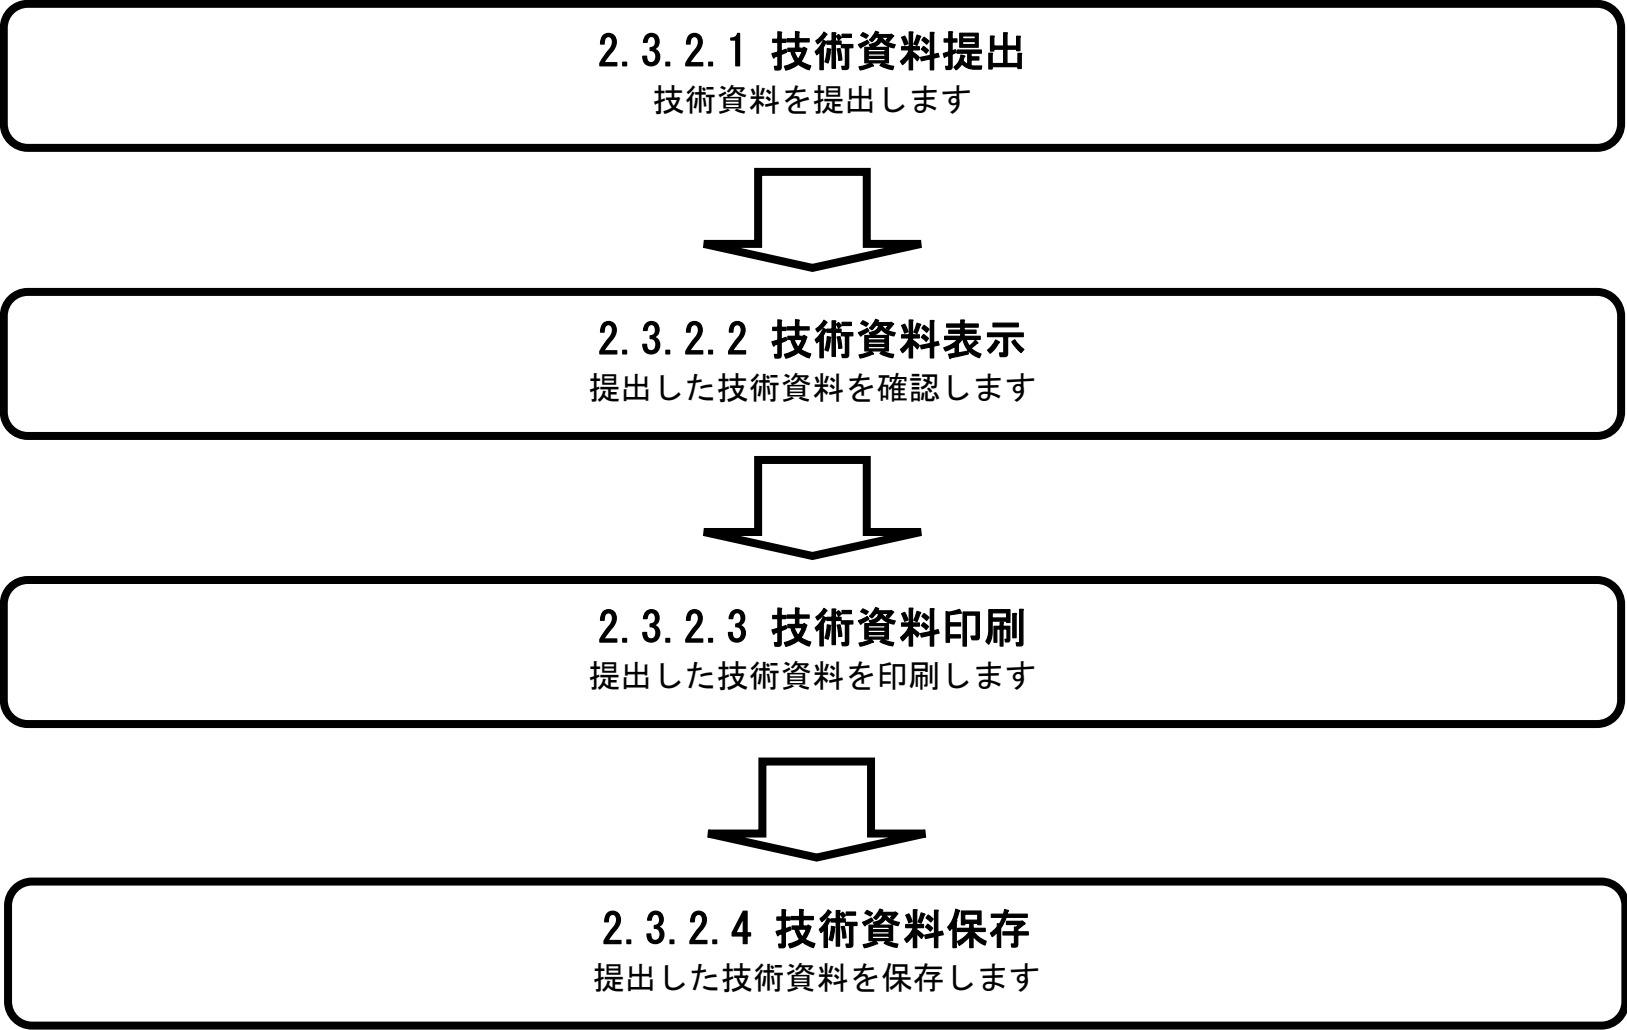 2.3.2.1 技術資料提出
技術資料を提出します
2.3.2.2 技術資料表示
提出した技術資料を確認します
2.3.2.3 技術資料印刷
提出した技術資料を印刷します
2.3.2.4 技術資料保存
提出した技術資料を保存します